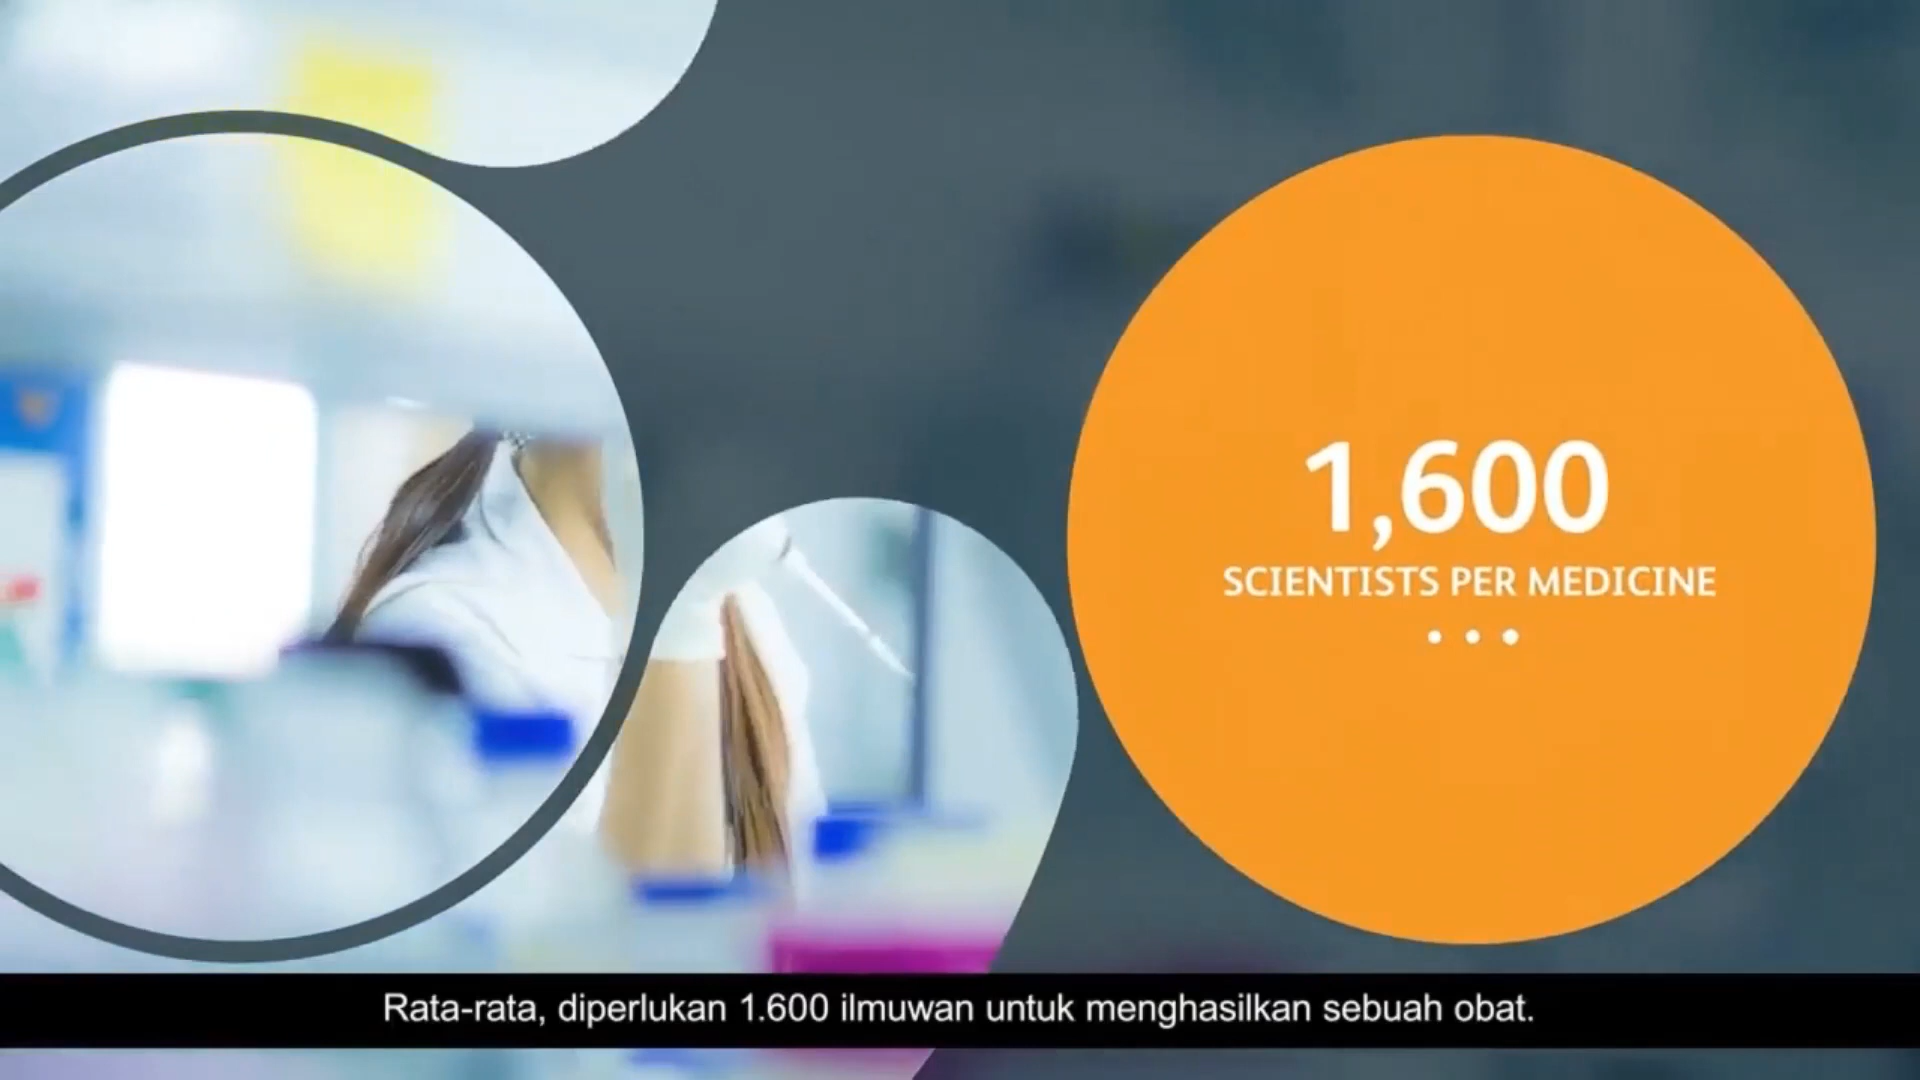 1,600
SCIENTISTS PER MEDICINE
Rata-rata, diperlukan 1.600 ilmuwan untuk menghasilkan sebuah obat.